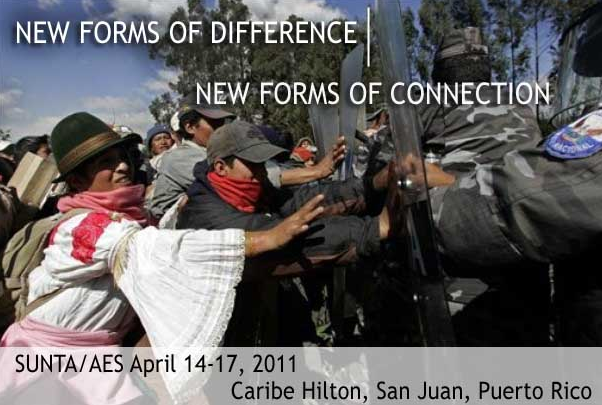 NEW FORMS OF DIFFERENCE
NEW FORMS OF CONNECTION
NACIONAL
SUNTA/AES April 14-17, 2011
Caribe Hilton, San Juan, Puerto Rico